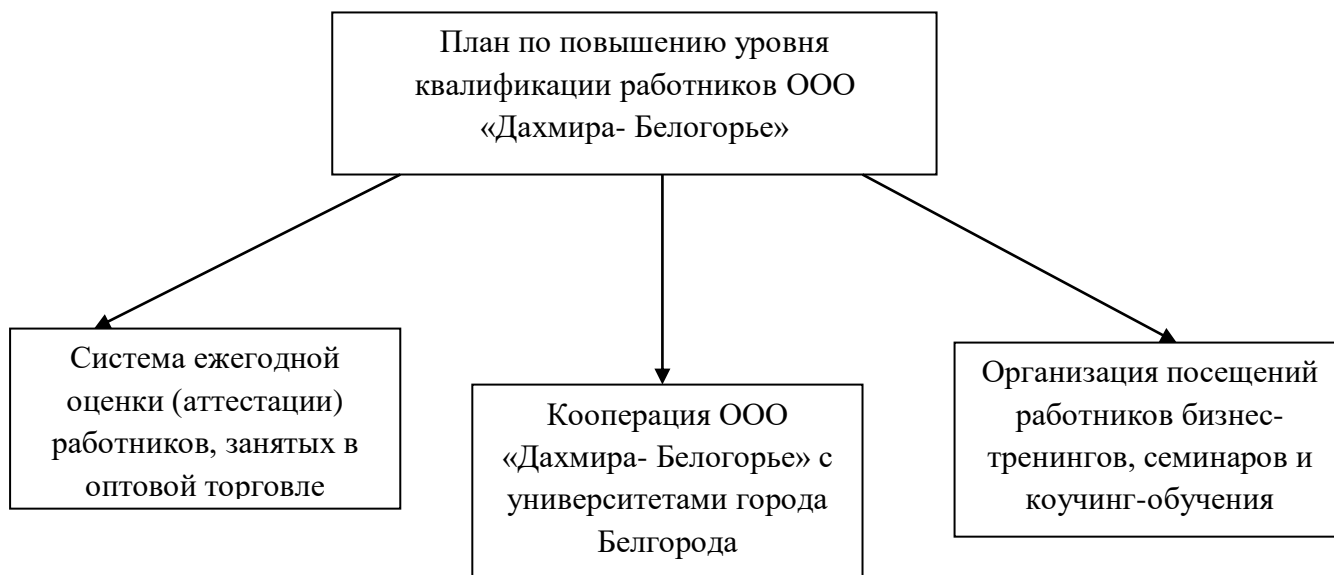 План по повышению уровня
квалификации работников ООО
«Дахмира- Белогорье»
Система ежегодной
оценки (аттестации)
работников, занятых в
оптовой торговле
Кооперация ООО
«Дахмира- Белогорье» с
университетами города
Белгорода
Организация посещений
работников бизнес-
тренингов, семинаров и
коучинг-обучения